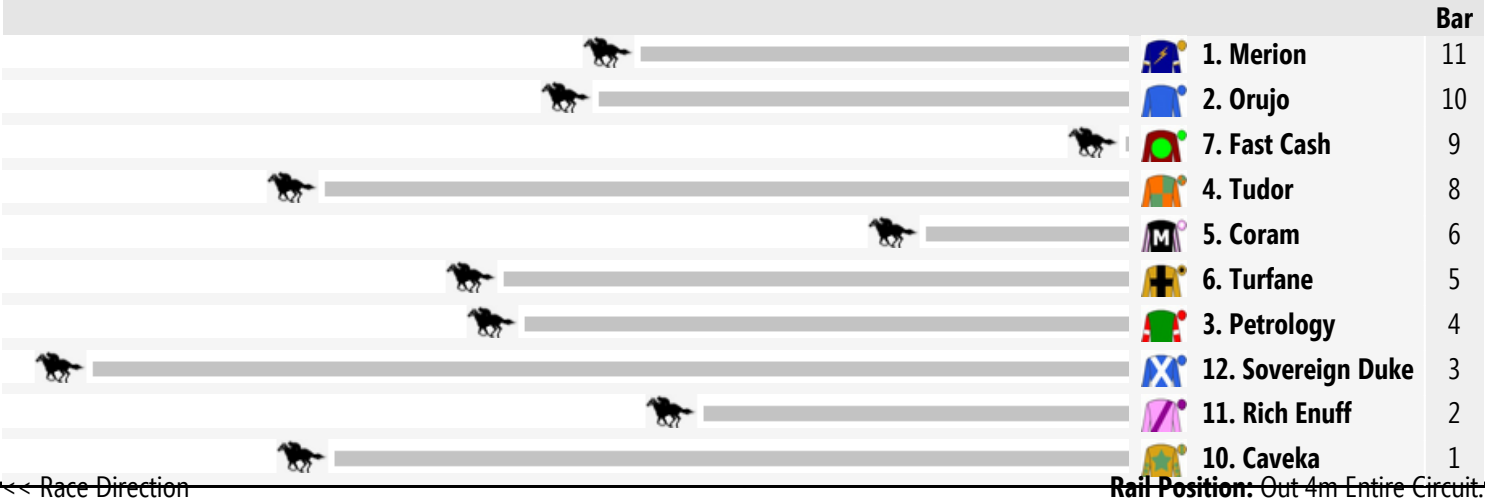 Bar
1. Merion 11
2. Orujo 10
7. Fast Cash 9
4. Tudor 8
M 5. Coram 6
6. Turfane 5
3. Petrology 4
12. Sovereign Duke 3
11. Rich Enuff 2
10. Caveka 1
<< Race Direction Rail Position: Out 4m Entire Circuit.